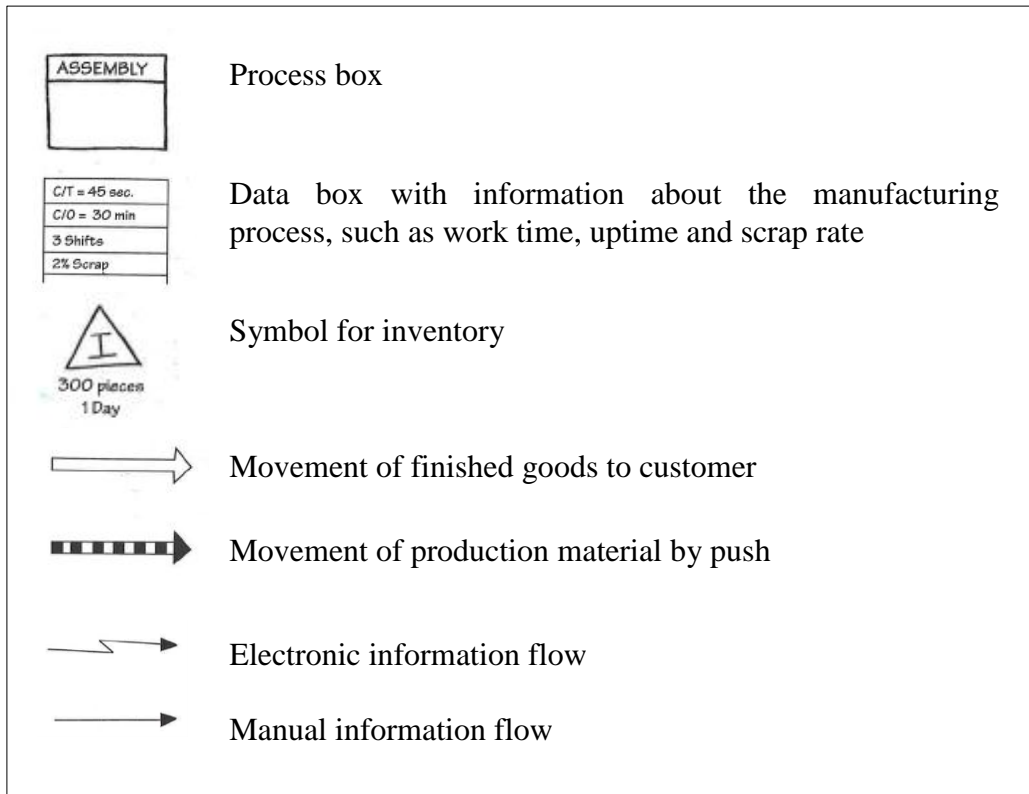 ASSEMBLY
Process box
C/T = 45 sec.
C/O = 30 min
3 Shifts
2% Scrap
Data box with information about the manufacturing
process, such as work time, uptime and scrap rate
I
300 pieces
1 Day
Symbol for inventory
Movement of finished goods to customer
Movement of production material by push
Electronic information flow
Manual information flow